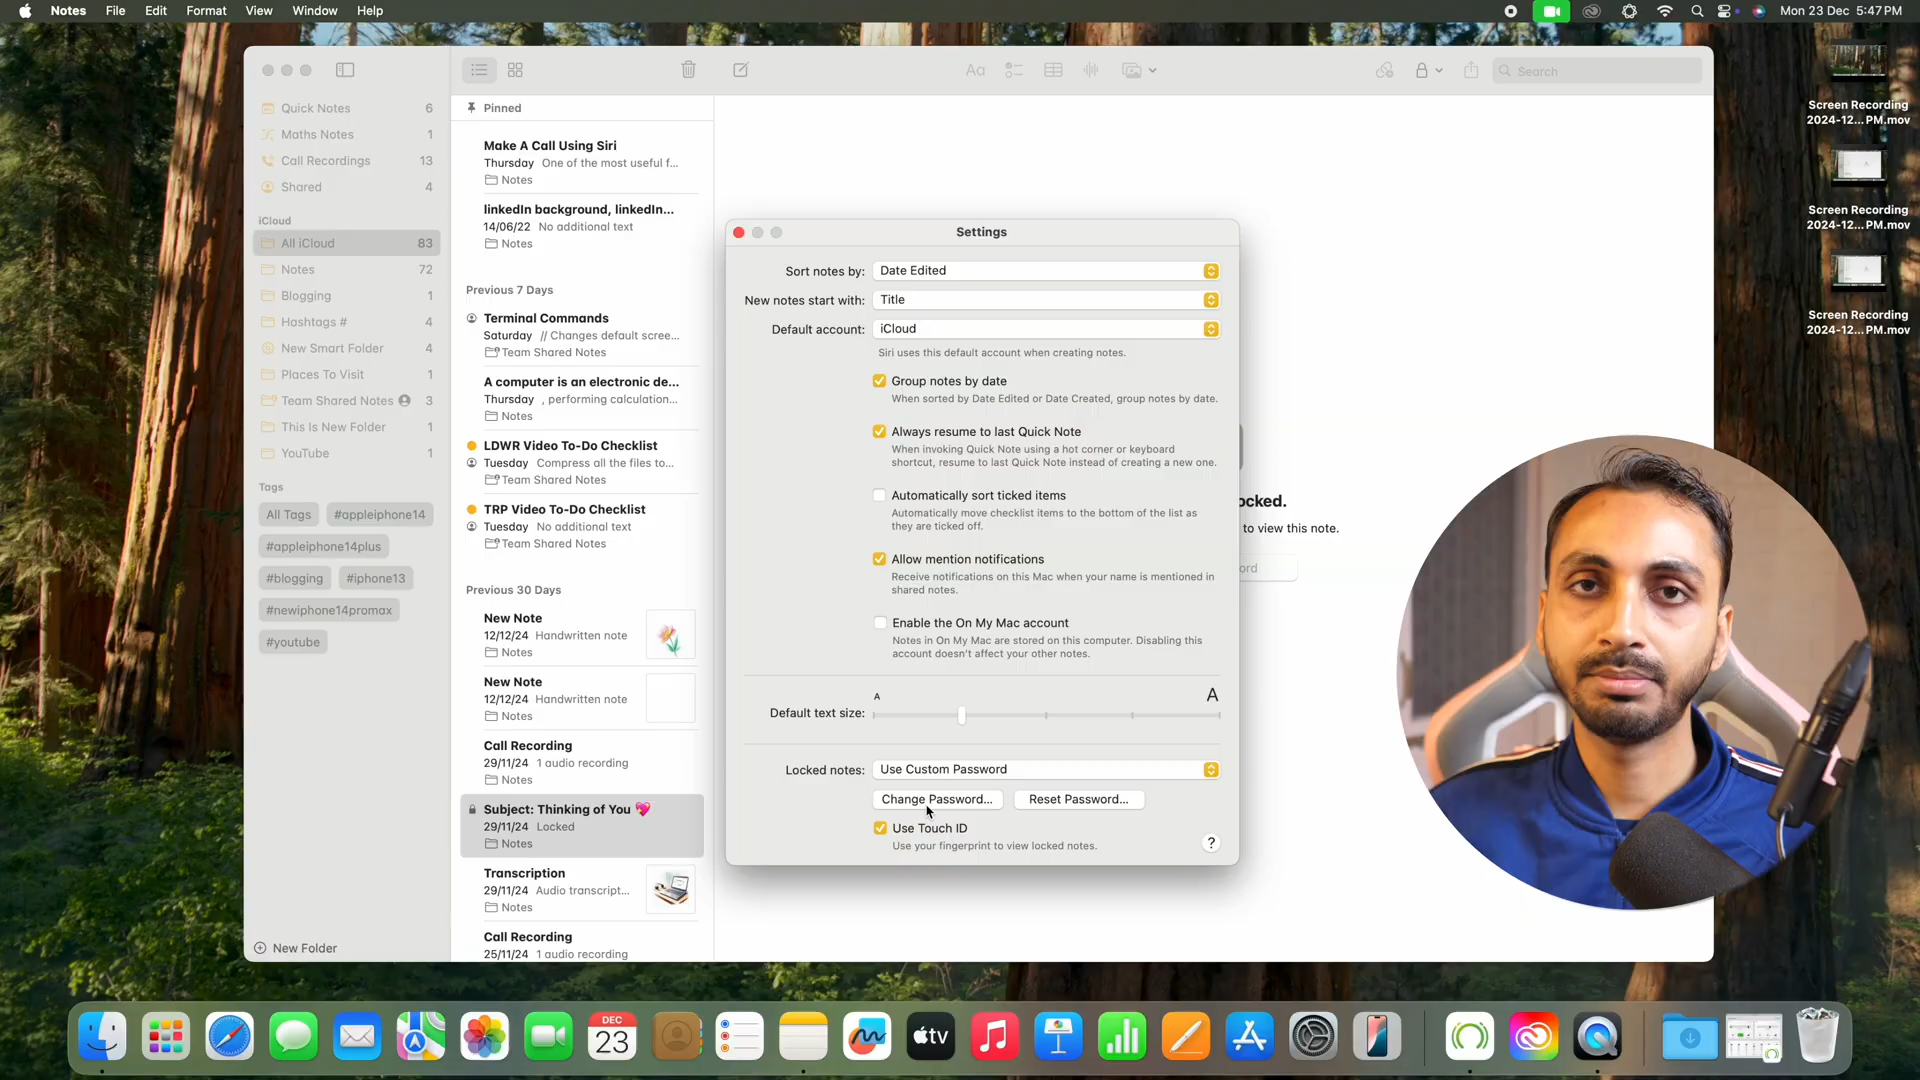 Notes File Edit Format View Window Help
Mon 23 Dec 5:47 PM
Search
Quick Notes 6
Maths Notes 1
Call Recordings 13
Shared 4
iCloud
All iCloud 83
Notes 72
Blogging 1
Hashtags # 4
New Smart Folder 4
Places To Visit 1
Team Shared Notes 3
This Is New Folder 1
YouTube 1
Tags
All Tags #appleiphone14
#appleiphone14plus
#blogging #iphone13
#newiphone14promax
#youtube
New Folder
Pinned
Make A Call Using Siri
Thursday One of the most useful f...
Notes
linkedIn background, linkedIn...
14/06/22 No additional text
Notes
Previous 7 Days
Terminal Commands
Saturday // Changes default scree...
Team Shared Notes
A computer is an electronic de...
Thursday , performing calculation...
Notes
LDWR Video To-Do Checklist
Tuesday Compress all the files to...
Team Shared Notes
TRP Video To-Do Checklist
Tuesday No additional text
Team Shared Notes
Previous 30 Days
New Note
12/12/24 Handwritten note
Notes
New Note
12/12/24 Handwritten note
Notes
Call Recording
29/11/24 1 audio recording
Notes
Subject: Thinking of You 💖
29/11/24 Locked
Notes
Transcription
29/11/24 Audio transcript...
Notes
Call Recording
25/11/24 1 audio recording
Settings
Sort notes by: Date Edited
New notes start with: Title
Default account: iCloud
Siri uses this default account when creating notes.
Group notes by date
When sorted by Date Edited or Date Created, group notes by date.
Always resume to last Quick Note
When invoking Quick Note using a hot corner or keyboard
shortcut, resume to last Quick Note instead of creating a new one.
Automatically sort ticked items
Automatically move checklist items to the bottom of the list as
they are ticked off.
Allow mention notifications
Receive notifications on this Mac when your name is mentioned in
shared notes.
Enable the On My Mac account
Notes in On My Mac are stored on this computer. Disabling this
account doesn't affect your other notes.
A A
Default text size:
Locked notes: Use Custom Password
Change Password... Reset Password...
Use Touch ID
Use your fingerprint to view locked notes.
?
ocked.
to view this note.
ord
Screen Recording
2024-12...PM.mov
Screen Recording
2024-12...PM.mov
Screen Recording
2024-12...PM.mov
DEC
23
tv